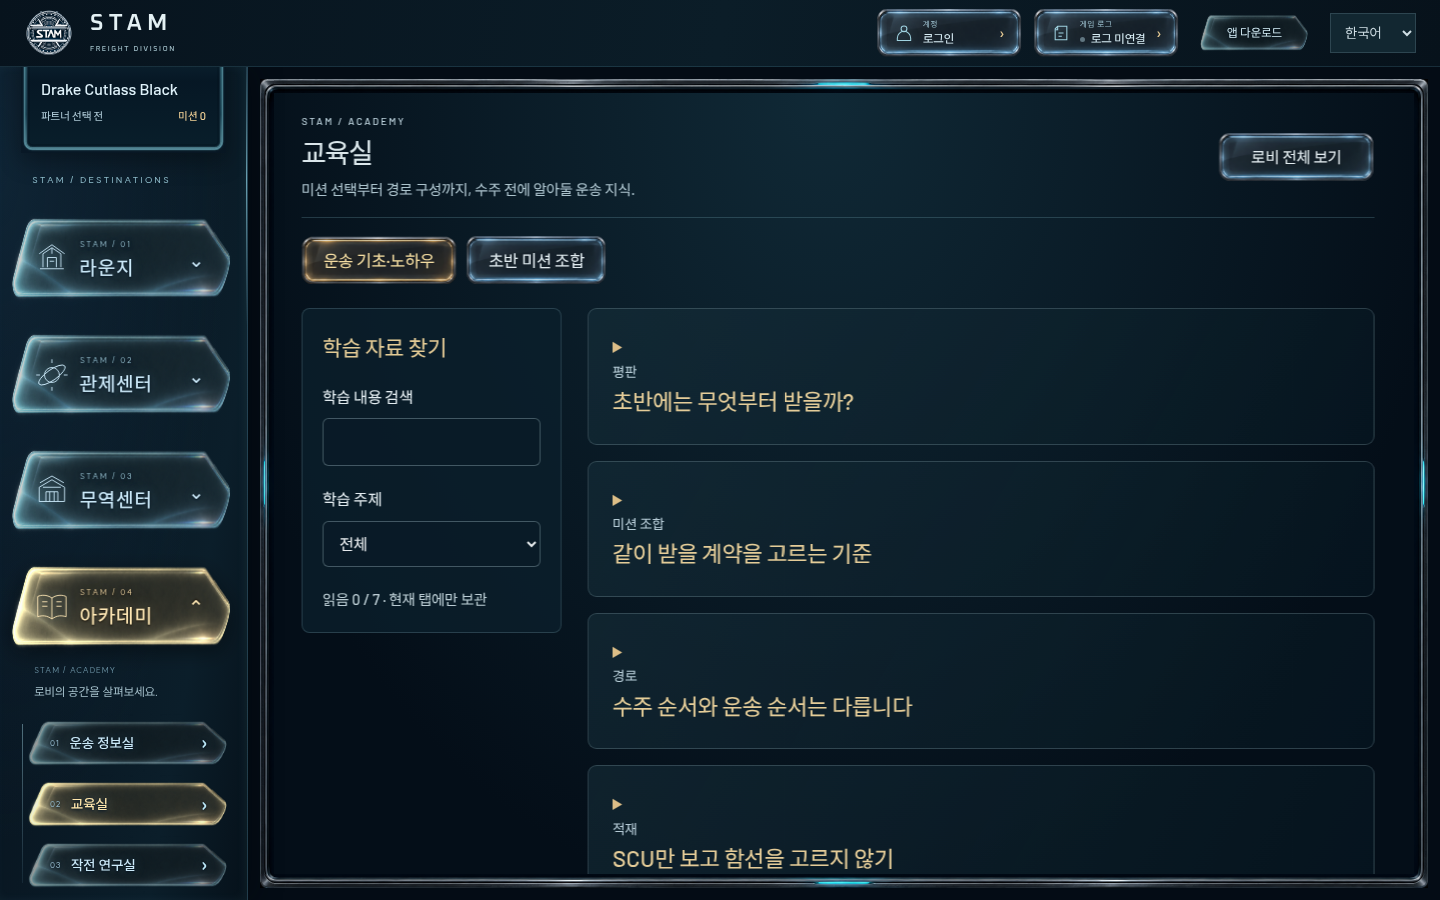 STAM
STAM
FREIGHT DIVISION
계정
로그인
게임 로그
로그 미연결
앱 다운로드
한국어
Drake Cutlass Black
파트너 선택 전
미션 0
STAM / DESTINATIONS
STAM / 01
라운지
STAM / 02
관제센터
STAM / 03
무역센터
STAM / 04
아카데미
STAM / ACADEMY
로비의 공간을 살펴보세요.
01 운송 정보실
02 교육실
03 작전 연구실
STAM / ACADEMY
교육실
미션 선택부터 경로 구성까지, 수주 전에 알아둘 운송 지식.
로비 전체 보기
운송 기초·노하우
초반 미션 조합
학습 자료 찾기
학습 내용 검색
학습 주제
전체
읽음 0 / 7 · 현재 탭에만 보관
평판
초반에는 무엇부터 받을까?
미션 조합
같이 받을 계약을 고르는 기준
경로
수주 순서와 운송 순서는 다릅니다
적재
SCU만 보고 함선을 고르지 않기